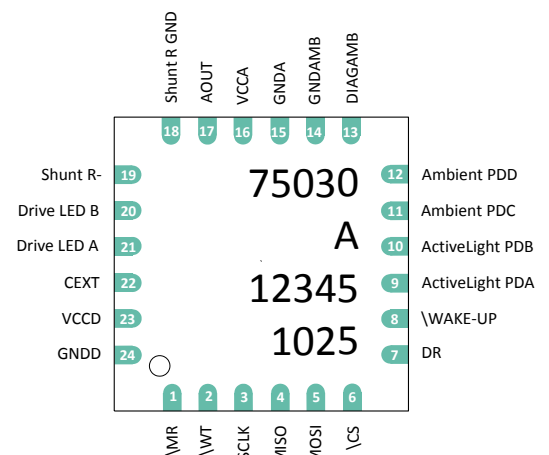 Shunt R GND
AOUT
VCCA
GNDA
GNDAMB
DIAGAMB
18
17
16
15
14
13
Shunt R- 19
Drive LED B 20
Drive LED A 21
CEXT 22
VCCD 23
GNDD 24
75030
A
12345
1025
12 Ambient PDD
11 Ambient PDC
10 ActiveLight PDB
9 ActiveLight PDA
8 \WAKE-UP
7 DR
1
2
3
4
5
6
\MR
\WT
SCLK
MISO
MOSI
\CS